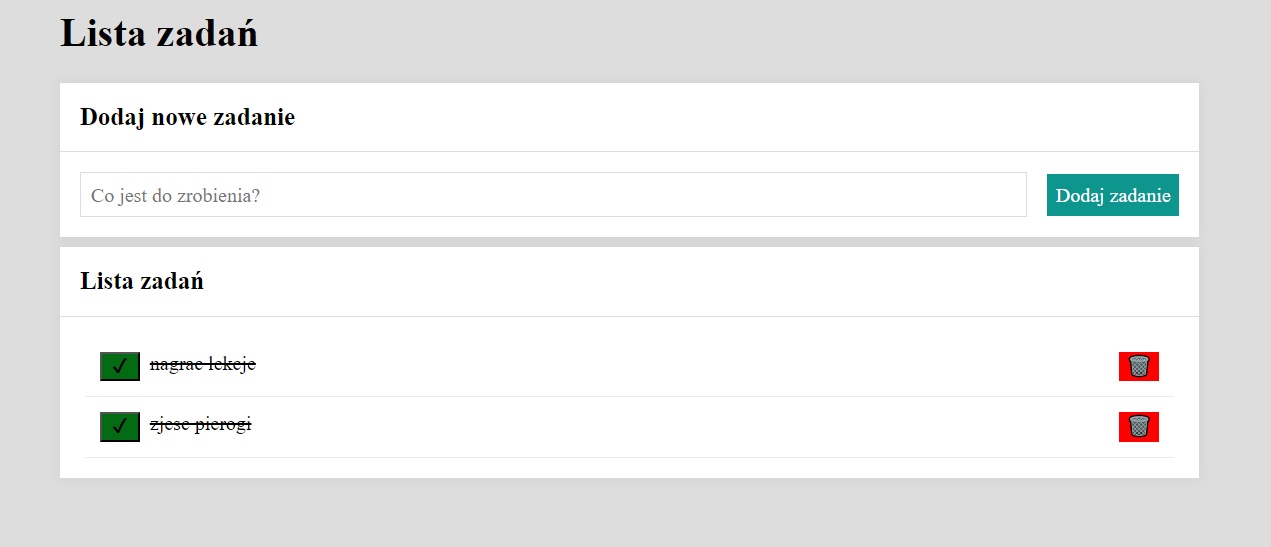 Lista zadań
Dodaj nowe zadanie
Co jest do zrobienia?
Dodaj zadanie
Lista zadań
✓ nagrac lekcje
✓ zjesc pierogi